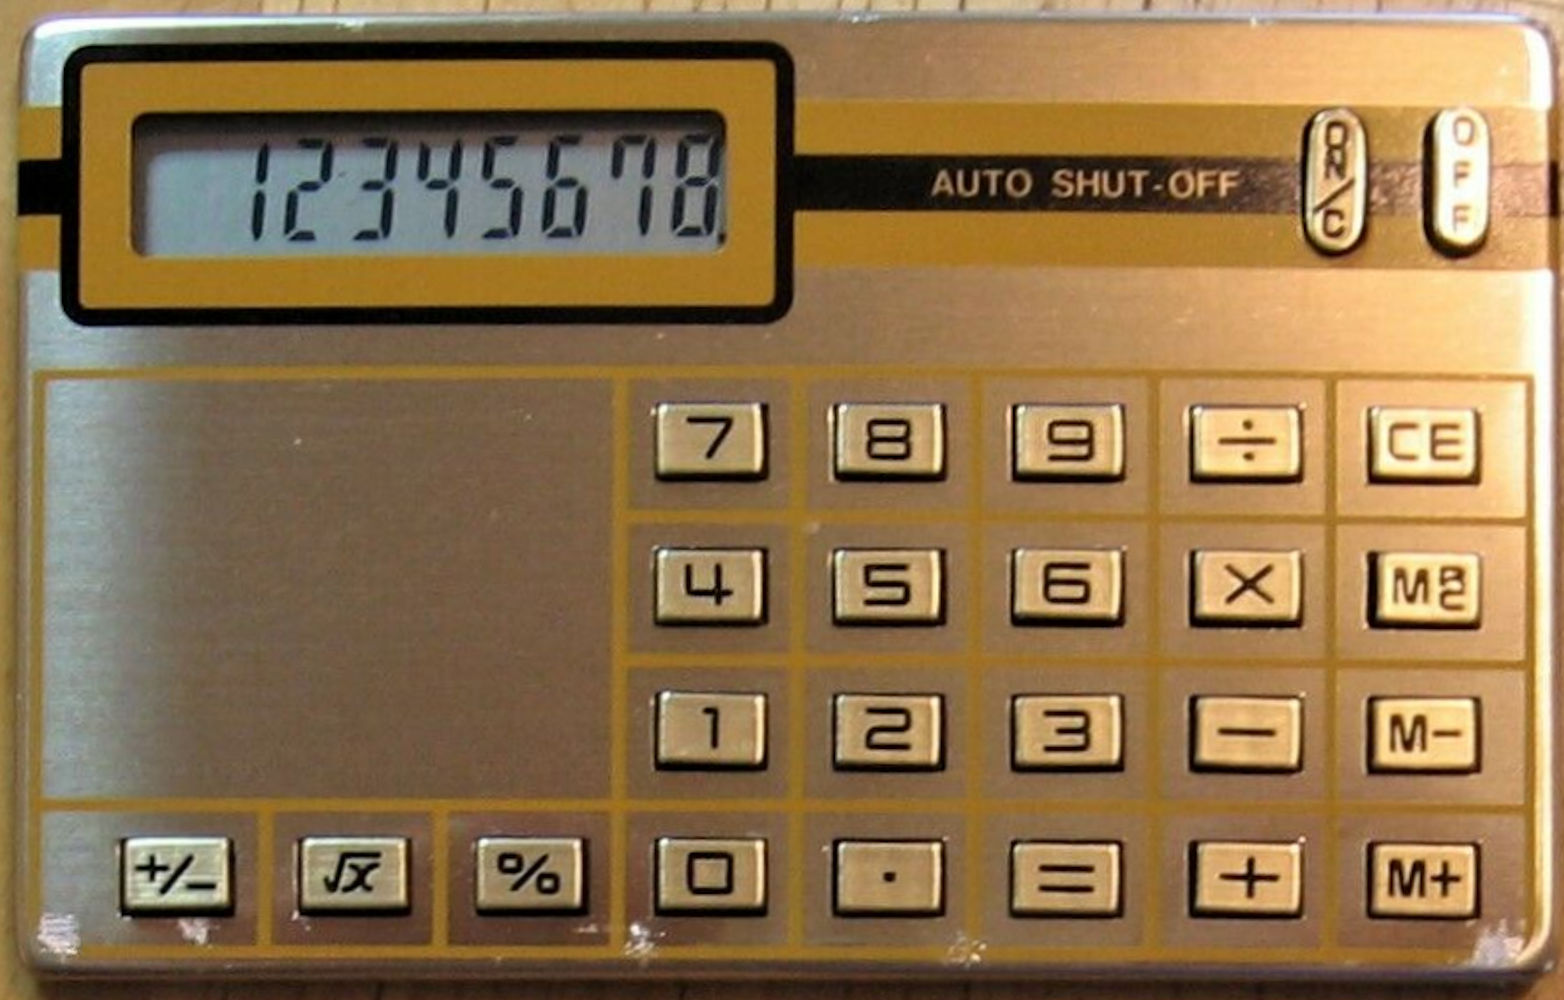 12345678.
AUTO SHUT-OFF ON/C OFF
7 8 9 ÷ CE
4 5 6 × MRC
1 2 3 − M−
+/− √x % 0 . = + M+